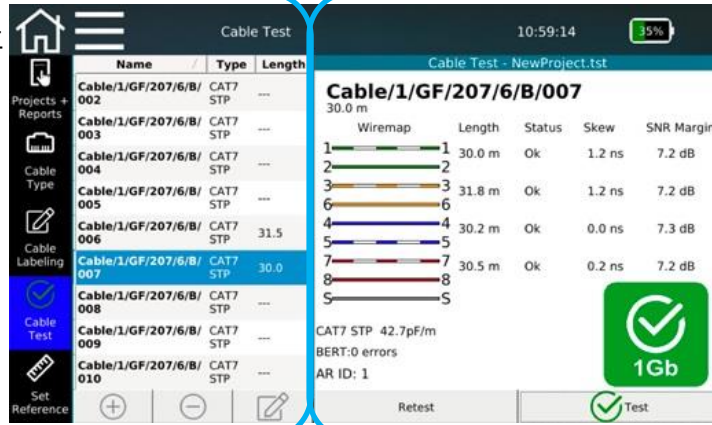 Cable Test
10:59:14
35%
Projects +
Reports
Cable
Type
Cable
Labeling
Cable
Test
Set
Reference
Name / Type Length
Cable/1/GF/207/6/B/ CAT7
002 STP ---
Cable/1/GF/207/6/B/ CAT7
003 STP ---
Cable/1/GF/207/6/B/ CAT7
004 STP ---
Cable/1/GF/207/6/B/ CAT7
005 STP ---
Cable/1/GF/207/6/B/ CAT7
006 STP 31.5
Cable/1/GF/207/6/B/ CAT7
007 STP 30.0
Cable/1/GF/207/6/B/ CAT7
008 STP ---
Cable/1/GF/207/6/B/ CAT7
009 STP ---
Cable/1/GF/207/6/B/ CAT7
010 STP ---
Cable Test - NewProject.tst
Cable/1/GF/207/6/B/007
30.0 m
Wiremap Length Status Skew SNR Margin
1 1
30.0 m Ok 1.2 ns 7.2 dB
2 2
3 3
31.8 m Ok 1.2 ns 7.2 dB
6 6
4 4
30.2 m Ok 0.0 ns 7.3 dB
5 5
7 7
30.5 m Ok 0.2 ns 7.2 dB
8 8
S S
CAT7 STP 42.7pF/m
BERT:0 errors
AR ID: 1
1Gb
Retest
Test